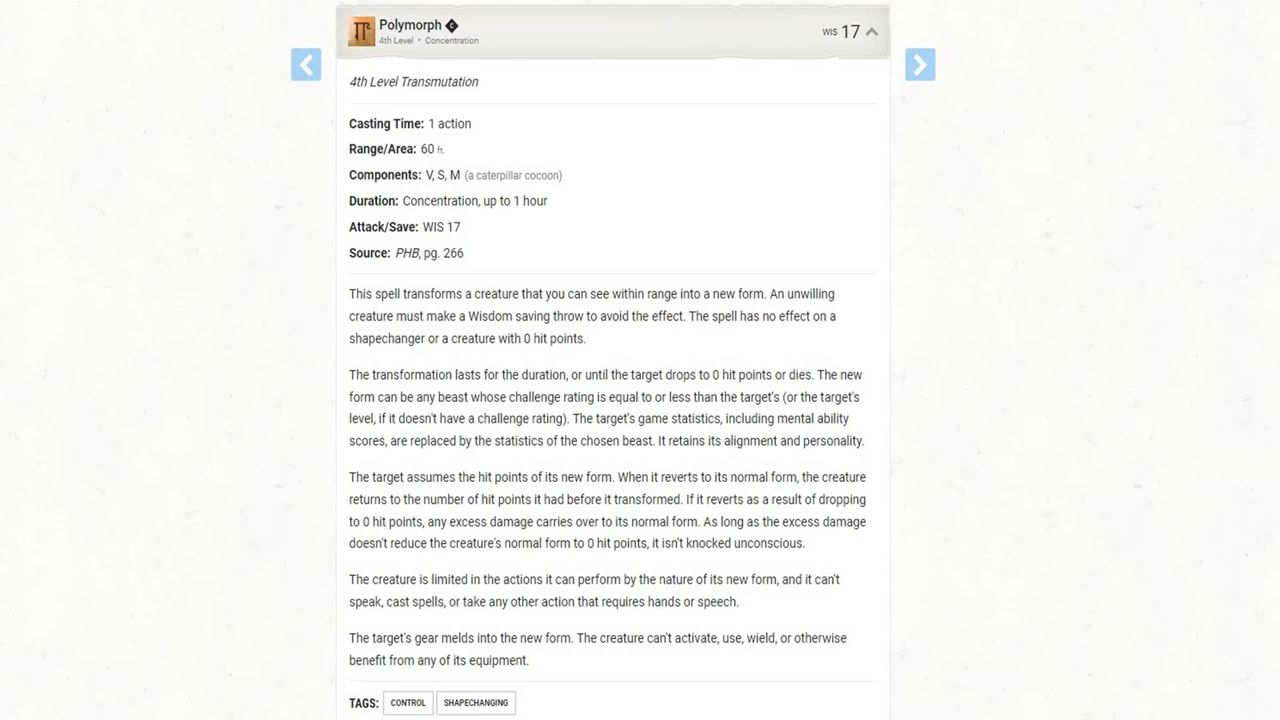 Polymorph C
4th Level • Concentration
WIS 17
4th Level Transmutation
Casting Time: 1 action
Range/Area: 60 ft.
Components: V, S, M (a caterpillar cocoon)
Duration: Concentration, up to 1 hour
Attack/Save: WIS 17
Source: PHB, pg. 266
This spell transforms a creature that you can see within range into a new form. An unwilling
creature must make a Wisdom saving throw to avoid the effect. The spell has no effect on a
shapechanger or a creature with 0 hit points.
The transformation lasts for the duration, or until the target drops to 0 hit points or dies. The new
form can be any beast whose challenge rating is equal to or less than the target's (or the target's
level, if it doesn't have a challenge rating). The target's game statistics, including mental ability
scores, are replaced by the statistics of the chosen beast. It retains its alignment and personality.
The target assumes the hit points of its new form. When it reverts to its normal form, the creature
returns to the number of hit points it had before it transformed. If it reverts as a result of dropping
to 0 hit points, any excess damage carries over to its normal form. As long as the excess damage
doesn't reduce the creature's normal form to 0 hit points, it isn't knocked unconscious.
The creature is limited in the actions it can perform by the nature of its new form, and it can't
speak, cast spells, or take any other action that requires hands or speech.
The target's gear melds into the new form. The creature can't activate, use, wield, or otherwise
benefit from any of its equipment.
TAGS: CONTROL SHAPECHANGING